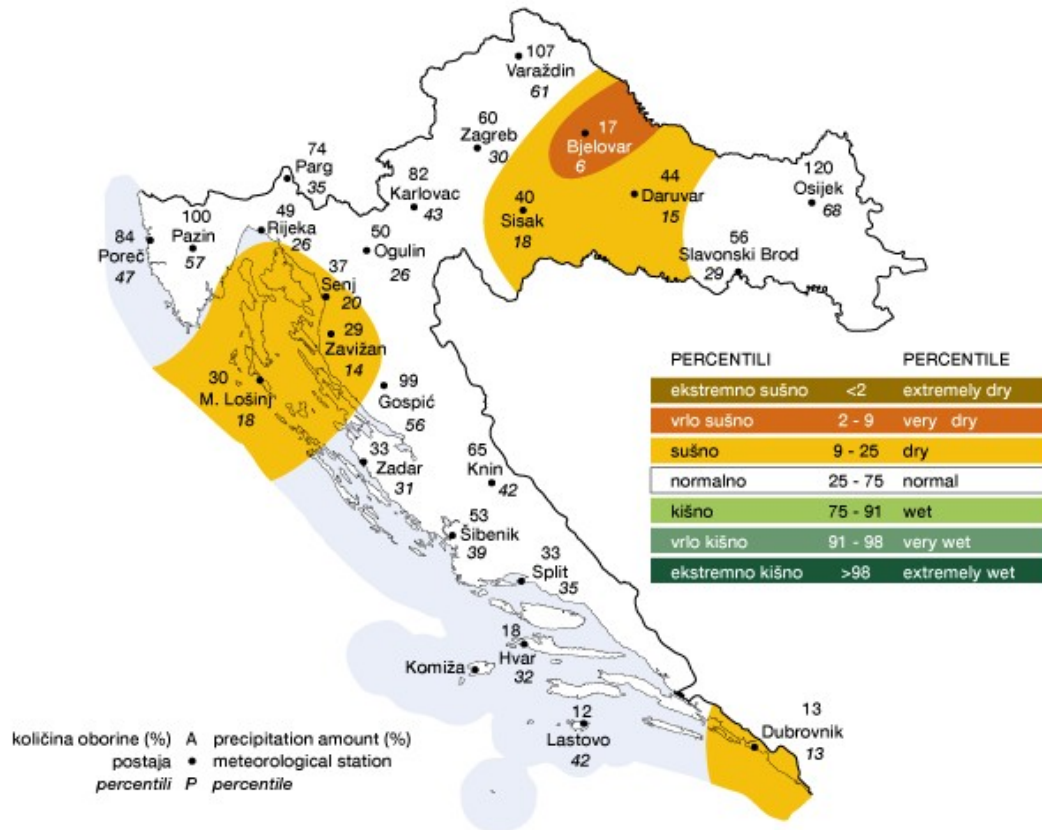 107
Varaždin
61
60
Zagreb
30
17
Bjelovar
6
74
Parg
35
82
Karlovac
43
44
Daruvar
15
120
Osijek
68
40
Sisak
18
100
Pazin
57
49
Rijeka
26
84
Poreč
47
50
Ogulin
26
56
Slavonski Brod
29
37
Senj
20
29
Zavižan
14
30
M. Lošinj
18
99
Gospić
56
33
Zadar
31
65
Knin
42
53
Šibenik
39
33
Split
35
18
Hvar
32
Komiža
12
Lastovo
42
13
Dubrovnik
13
PERCENTILI PERCENTILE
ekstremno sušno <2 extremely dry
vrlo sušno 2 - 9 very dry
sušno 9 - 25 dry
normalno 25 - 75 normal
kišno 75 - 91 wet
vrlo kišno 91 - 98 very wet
ekstremno kišno >98 extremely wet
količina oborine (%) A precipitation amount (%)
postaja ● meteorological station
percentili P percentile